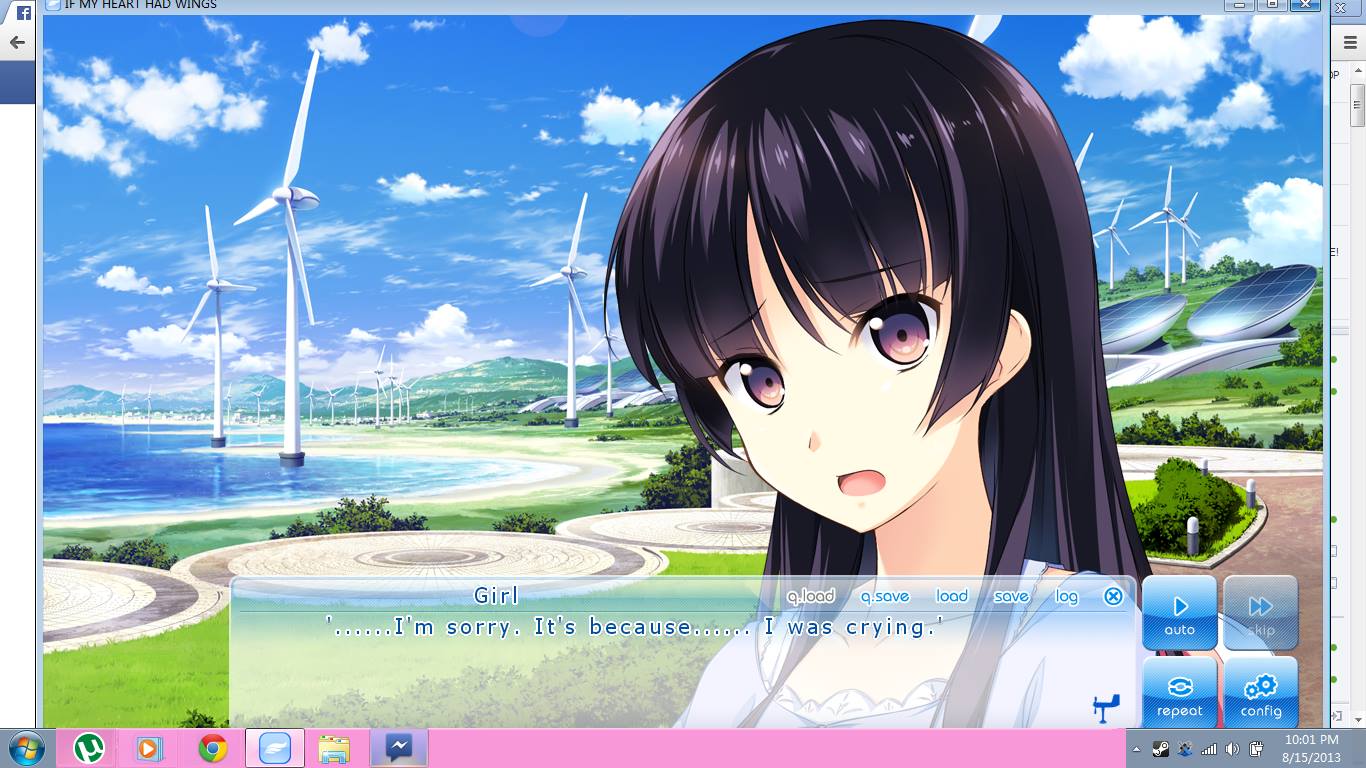 IF MY HEART HAD WINGS
Girl
q.load q.save load save log
'......I'm sorry. It's because...... I was crying.'
auto
skip
repeat
config
10:01 PM
8/15/2013